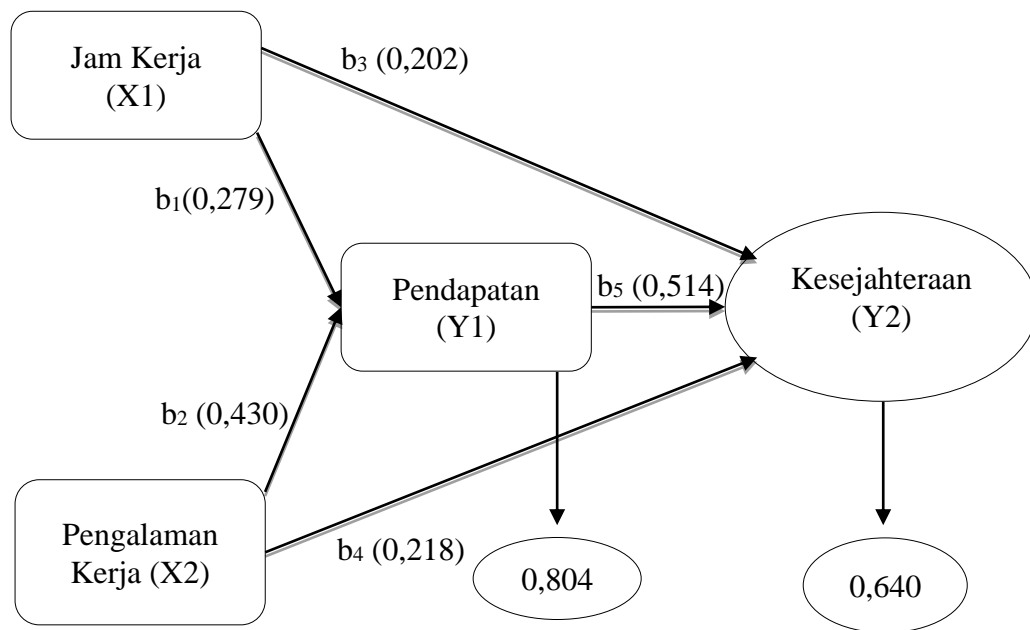 Jam Kerja
(X1)
b₃ (0,202)
b₁(0,279)
Pendapatan
(Y1)
b₅ (0,514)
Kesejahteraan
(Y2)
b₂ (0,430)
Pengalaman
Kerja (X2)
b₄ (0,218)
0,804
0,640